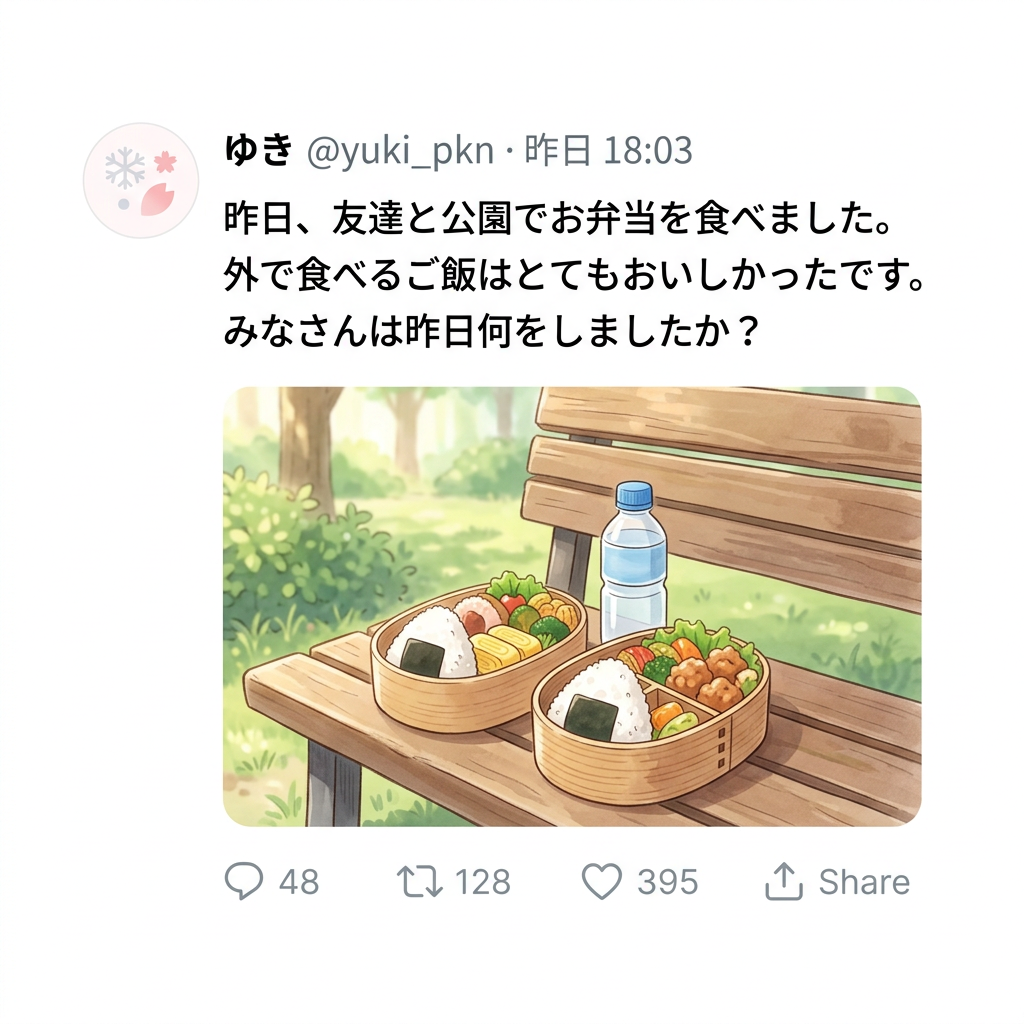 ゆき @yuki_pkn · 昨日 18:03
昨日、友達と公園でお弁当を食べました。
外で食べるご飯はとてもおいしかったです。
みなさんは昨日何をしましたか？
48 128 395 Share